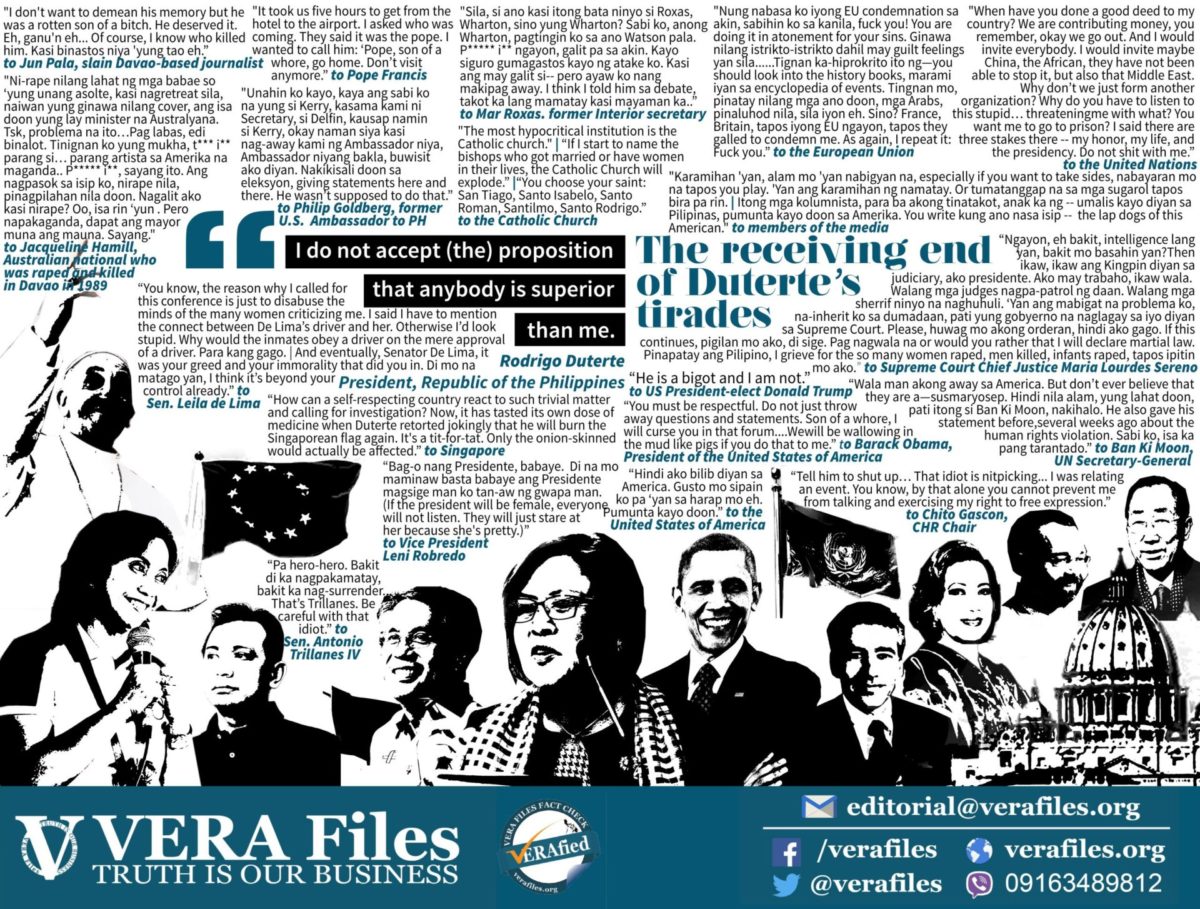 "I don't want to demean his memory but he
was a rotten son of a bitch. He deserved it.
Eh, ganu'n eh... Of course, I know who killed
him. Kasi binastos niya 'yung tao eh."
to Jun Pala, slain Davao-based journalist
"Ni-rape nilang lahat ng mga babae so
'yung unang asolte, kasi nagretreat sila,
naiwan yung ginawa nilang cover, ang isa
doon yung lay minister na Australyana.
Tsk, problema na ito…Pag labas, edi
binalot. Tinignan ko yung mukha, t*** i**
parang si… parang artista sa Amerika na
maganda.. P***** i**, sayang ito. Ang
nagpasok sa isip ko, nirape nila,
pinagpilahan nila doon. Nagalit ako
kasi nirape? Oo, isa rin 'yun . Pero
napakaganda, dapat ang mayor
muna ang mauna. Sayang."
to Jacqueline Hamill,
Australian national who
was raped and killed
in Davao in 1989
"It took us five hours to get from the
hotel to the airport. I asked who was
coming. They said it was the pope. I
wanted to call him: 'Pope, son of a
whore, go home. Don't visit
anymore." to Pope Francis
"Unahin ko kayo, kaya ang sabi ko
na yung si Kerry, kasama kami ni
Secretary, si Delfin, kausap namin
si Kerry, okay naman siya kasi
nag-away kami ng Ambassador niya,
Ambassador niyang bakla, buwisit
ako diyan. Nakikisali doon sa
eleksyon, giving statements here and
there. He wasn't supposed to do that."
to Philip Goldberg, former
U.S. Ambassador to PH
"Sila, si ano kasi itong bata ninyo si Roxas,
Wharton, sino yung Wharton? Sabi ko, anong
Wharton, pagtingin ko sa ano Watson pala.
P***** i** ngayon, galit pa sa akin. Kayo
siguro gumagastos kayo ng atake ko. Kasi
ang may galit si-- pero ayaw ko nang
makipag away. I think I told him sa debate,
takot ka lang mamatay kasi mayaman ka.."
to Mar Roxas. former Interior secretary
"The most hypocritical institution is the
Catholic church." | "If I start to name the
bishops who got married or have women
in their lives, the Catholic Church will
explode." |"You choose your saint:
San Tiago, Santo Isabelo, Santo
Roman, Santilmo, Santo Rodrigo."
to the Catholic Church
"Nung nabasa ko iyong EU condemnation sa
akin, sabihin ko sa kanila, fuck you! You are
doing it in atonement for your sins. Ginawa
nilang istrikto-istrikto dahil may guilt feelings
yan sila......Tignan ka-hiprokrito ito ng—you
should look into the history books, marami
iyan sa encyclopedia of events. Tingnan mo,
pinatay nilang mga ano doon, mga Arabs,
pinaluhod nila, sila iyon eh. Sino? France,
Britain, tapos iyong EU ngayon, tapos they
galled to condemn me. As again, I repeat it:
Fuck you." to the European Union
"When have you done a good deed to my
country? We are contributing money, you
remember, okay we go out. And I would
invite everybody. I would invite maybe
China, the African, they have not been
able to stop it, but also that Middle East.
Why don't we just form another
organization? Why do you have to listen to
this stupid… threateningme with what? You
want me to go to prison? I said there are
three stakes there -- my honor, my life, and
the presidency. Do not shit with me."
to the United Nations
"Karamihan 'yan, alam mo 'yan nabigyan na, especially if you want to take sides, nabayaran mo
na tapos you play. 'Yan ang karamihan ng namatay. Or tumatanggap na sa mga sugarol tapos
bira pa rin. | Itong mga kolumnista, para ba akong tinatakot, anak ka ng -- umalis kayo diyan sa
Pilipinas, pumunta kayo doon sa Amerika. You write kung ano nasa isip -- the lap dogs of this
American." to members of the media
“ I do not accept (the) proposition
that anybody is superior
than me.
Rodrigo Duterte
President, Republic of the Philippines
The receiving end
of Duterte's
tirades
"Ngayon, eh bakit, intelligence lang
'yan, bakit mo basahin yan?Then
ikaw, ikaw ang Kingpin diyan sa
judiciary, ako presidente. Ako may trabaho, ikaw wala.
Walang mga judges nagpa-patrol ng daan. Walang mga
sherrif ninyo na naghuhuli. 'Yan ang mabigat na problema ko,
na-inherit ko sa dumadaan, pati yung gobyerno na naglagay sa iyo diyan
sa Supreme Court. Please, huwag mo akong orderan, hindi ako gago. If this
continues, pigilan mo ako, di sige. Pag nagwala na or would you rather that I will declare martial law.
Pinapatay ang Pilipino, I grieve for the so many women raped, men killed, infants raped, tapos ipitin
mo ako." to Supreme Court Chief Justice Maria Lourdes Sereno
"You know, the reason why I called for
this conference is just to disabuse the
minds of the many women criticizing me. I said I have to mention
the connect between De Lima's driver and her. Otherwise I'd look
stupid. Why would the inmates obey a driver on the mere approval
of a driver. Para kang gago. | And eventually, Senator De Lima, it
was your greed and your immorality that did you in. Di mo na
matago yan, I think it's beyond your
control already." to
Sen. Leila de Lima
"He is a bigot and I am not."
to US President-elect Donald Trump
"How can a self-respecting country react to such trivial matter
and calling for investigation? Now, it has tasted its own dose of
medicine when Duterte retorted jokingly that he will burn the
Singaporean flag again. It's a tit-for-tat. Only the onion-skinned
would actually be affected." to Singapore
"You must be respectful. Do not just throw
away questions and statements. Son of a whore, I
will curse you in that forum....Wewill be wallowing in
the mud like pigs if you do that to me." to Barack Obama,
President of the United States of America
"Wala man akong away sa America. But don't ever believe that
they are a—susmaryosep. Hindi nila alam, yung lahat doon,
pati itong si Ban Ki Moon, nakihalo. He also gave his
statement before,several weeks ago about the
human rights violation. Sabi ko, isa ka
pang tarantado." to Ban Ki Moon,
UN Secretary-General
"Bag-o nang Presidente, babaye. Di na mo
maminaw basta babaye ang Presidente
magsige man ko tan-aw ng gwapa man.
(If the president will be female, everyone
will not listen. They will just stare at
her because she's pretty.)"
to Vice President
Leni Robredo
"Hindi ako bilib diyan sa
America. Gusto mo sipain
ko pa 'yan sa harap mo eh.
Pumunta kayo doon." to the
United States of America
"Tell him to shut up… That idiot is nitpicking... I was relating
an event. You know, by that alone you cannot prevent me
from talking and exercising my right to free expression."
to Chito Gascon,
CHR Chair
"Pa hero-hero. Bakit
di ka nagpakamatay,
bakit ka nag-surrender.
That's Trillanes. Be
careful with that
idiot." to
Sen. Antonio
Trillanes IV
VERA Files
TRUTH IS OUR BUSINESS
VERA FILES FACT CHECK
VERAfied
verafiles.org
editorial@verafiles.org
/verafiles
verafiles.org
@verafiles
09163489812